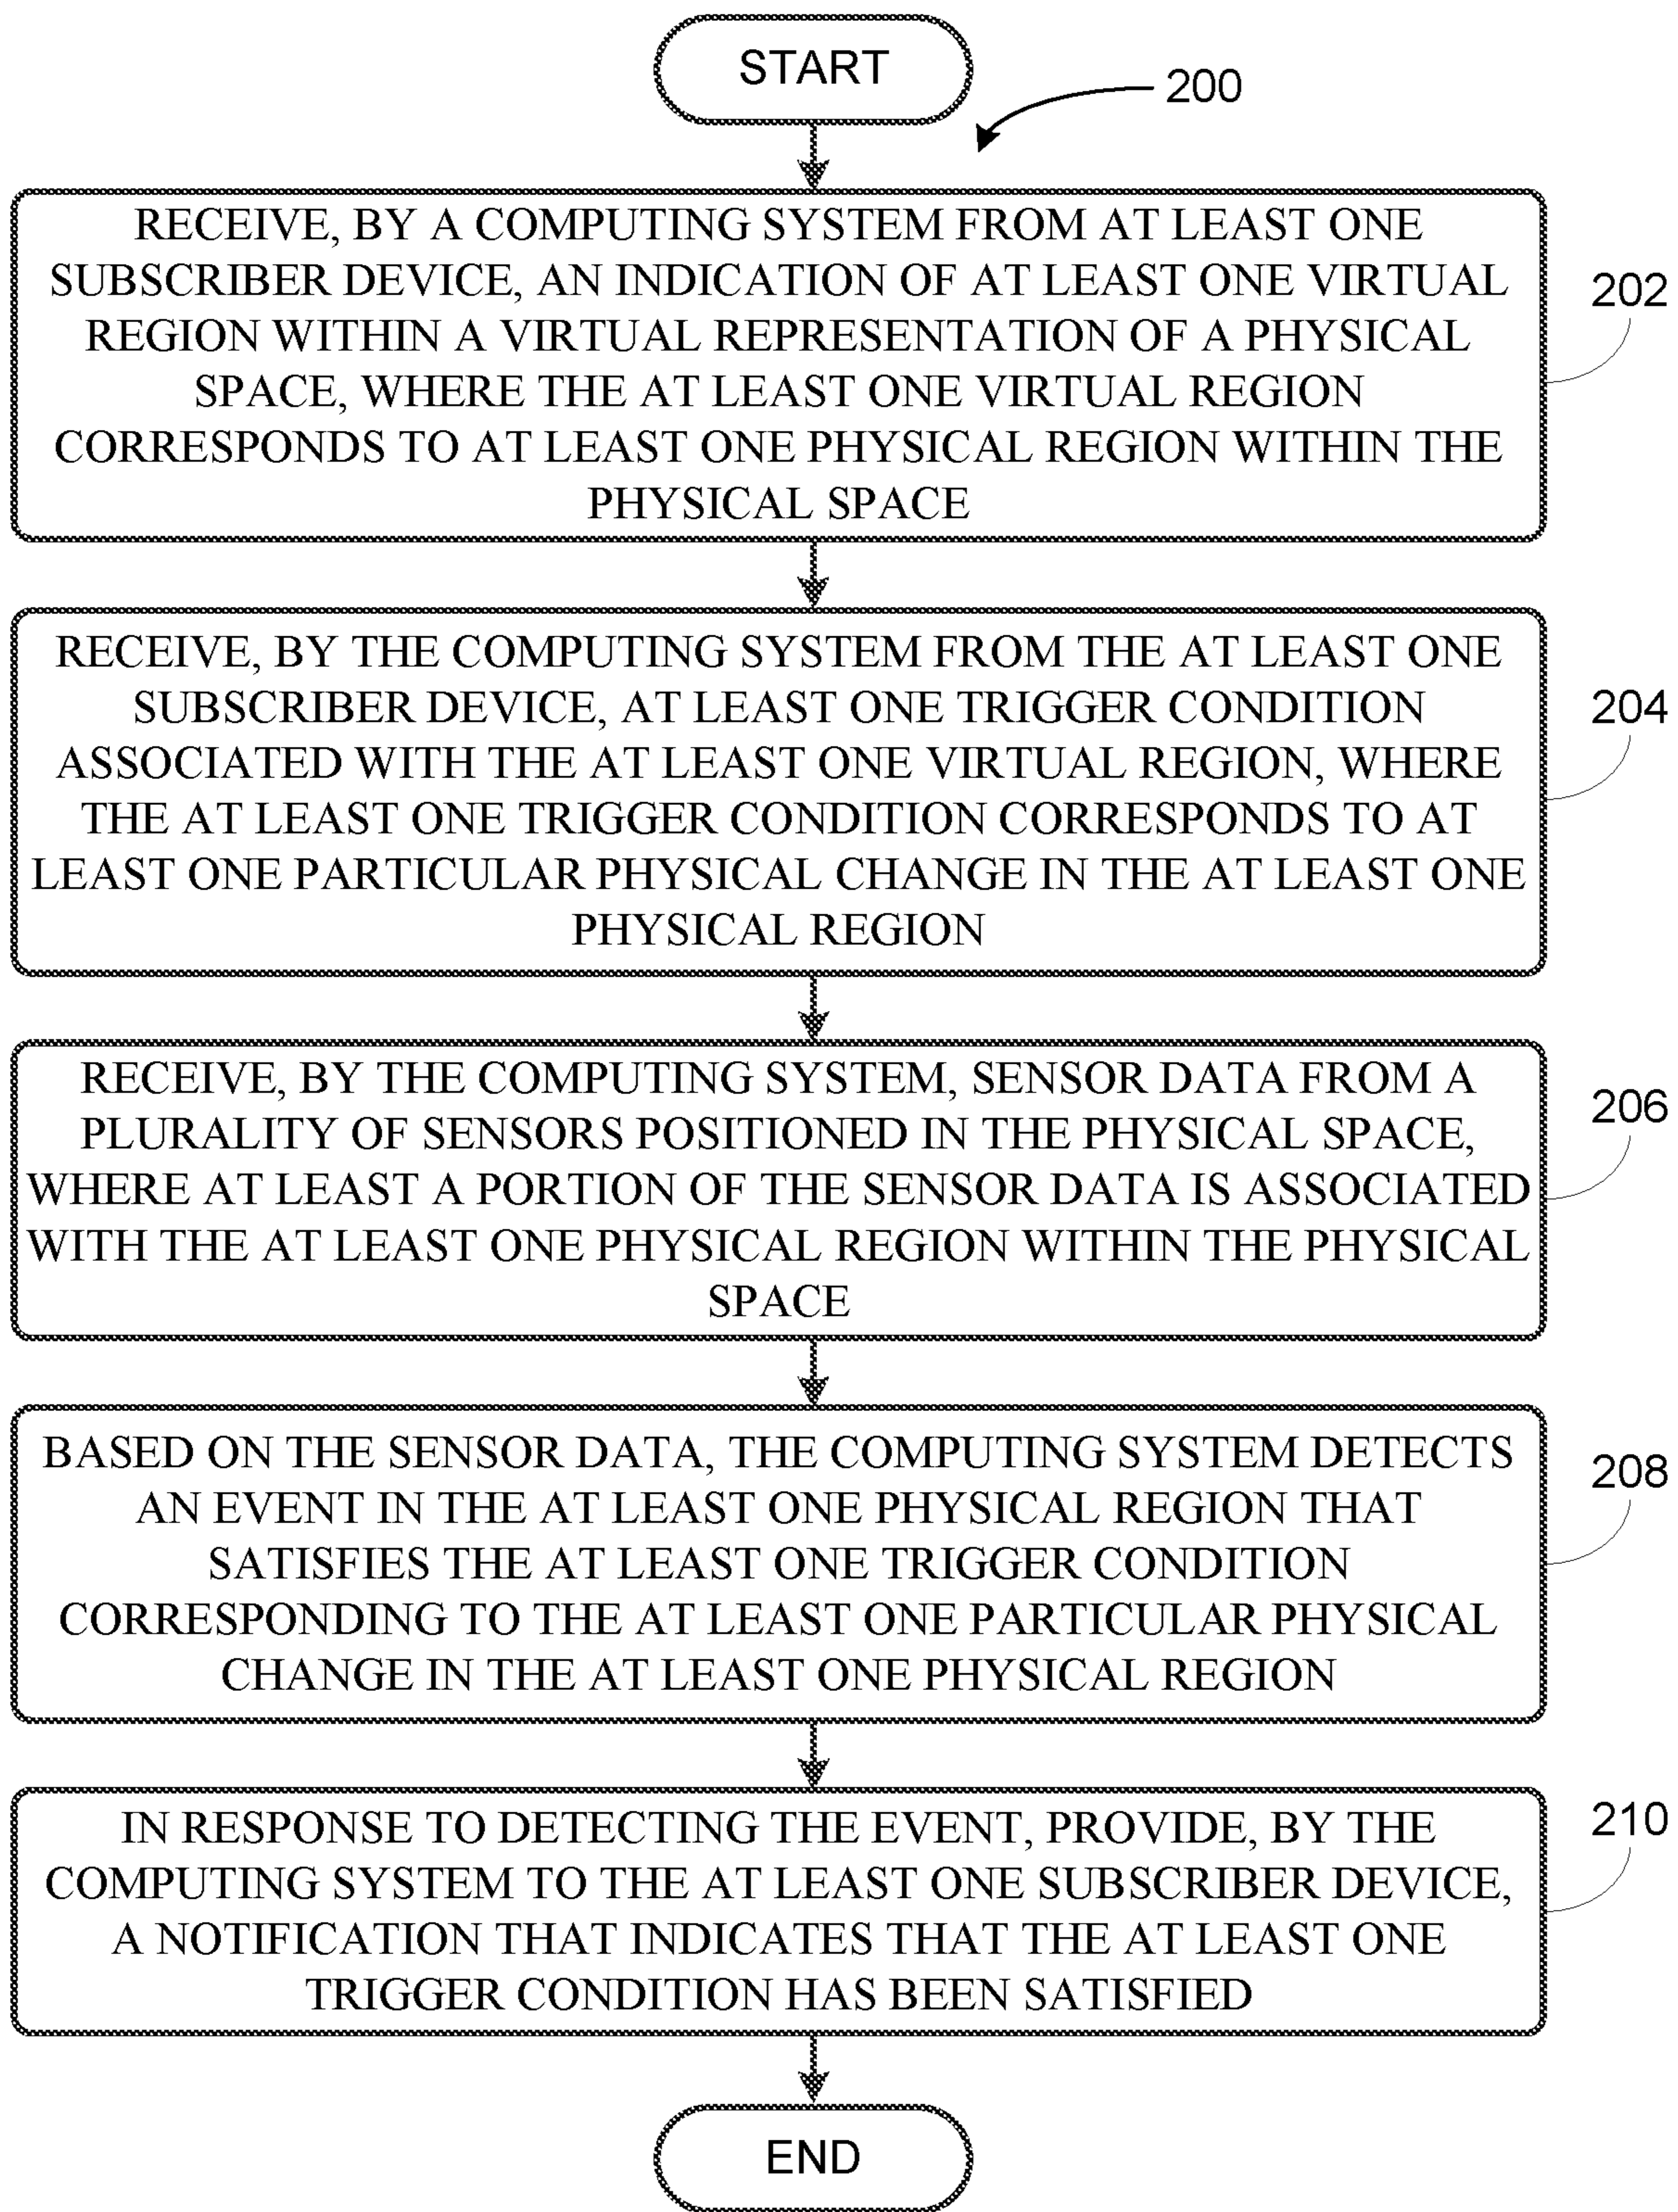 START
200
RECEIVE, BY A COMPUTING SYSTEM FROM AT LEAST ONE
SUBSCRIBER DEVICE, AN INDICATION OF AT LEAST ONE VIRTUAL
REGION WITHIN A VIRTUAL REPRESENTATION OF A PHYSICAL
SPACE, WHERE THE AT LEAST ONE VIRTUAL REGION
CORRESPONDS TO AT LEAST ONE PHYSICAL REGION WITHIN THE
PHYSICAL SPACE
202
RECEIVE, BY THE COMPUTING SYSTEM FROM THE AT LEAST ONE
SUBSCRIBER DEVICE, AT LEAST ONE TRIGGER CONDITION
ASSOCIATED WITH THE AT LEAST ONE VIRTUAL REGION, WHERE
THE AT LEAST ONE TRIGGER CONDITION CORRESPONDS TO AT
LEAST ONE PARTICULAR PHYSICAL CHANGE IN THE AT LEAST ONE
PHYSICAL REGION
204
RECEIVE, BY THE COMPUTING SYSTEM, SENSOR DATA FROM A
PLURALITY OF SENSORS POSITIONED IN THE PHYSICAL SPACE,
WHERE AT LEAST A PORTION OF THE SENSOR DATA IS ASSOCIATED
WITH THE AT LEAST ONE PHYSICAL REGION WITHIN THE PHYSICAL
SPACE
206
BASED ON THE SENSOR DATA, THE COMPUTING SYSTEM DETECTS
AN EVENT IN THE AT LEAST ONE PHYSICAL REGION THAT
SATISFIES THE AT LEAST ONE TRIGGER CONDITION
CORRESPONDING TO THE AT LEAST ONE PARTICULAR PHYSICAL
CHANGE IN THE AT LEAST ONE PHYSICAL REGION
208
IN RESPONSE TO DETECTING THE EVENT, PROVIDE, BY THE
COMPUTING SYSTEM TO THE AT LEAST ONE SUBSCRIBER DEVICE,
A NOTIFICATION THAT INDICATES THAT THE AT LEAST ONE
TRIGGER CONDITION HAS BEEN SATISFIED
210
END